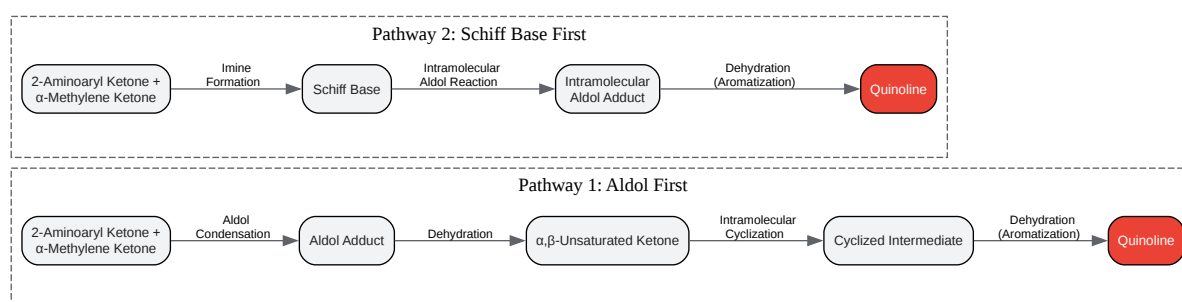 Pathway 2: Schiff Base First
2-Aminoaryl Ketone +
α-Methylene Ketone
Imine
Formation
Schiff Base
Intramolecular
Aldol Reaction
Intramolecular
Aldol Adduct
Dehydration
(Aromatization)
Quinoline
Pathway 1: Aldol First
2-Aminoaryl Ketone +
α-Methylene Ketone
Aldol
Condensation
Aldol Adduct
Dehydration
α,β-Unsaturated Ketone
Intramolecular
Cyclization
Cyclized Intermediate
Dehydration
(Aromatization)
Quinoline